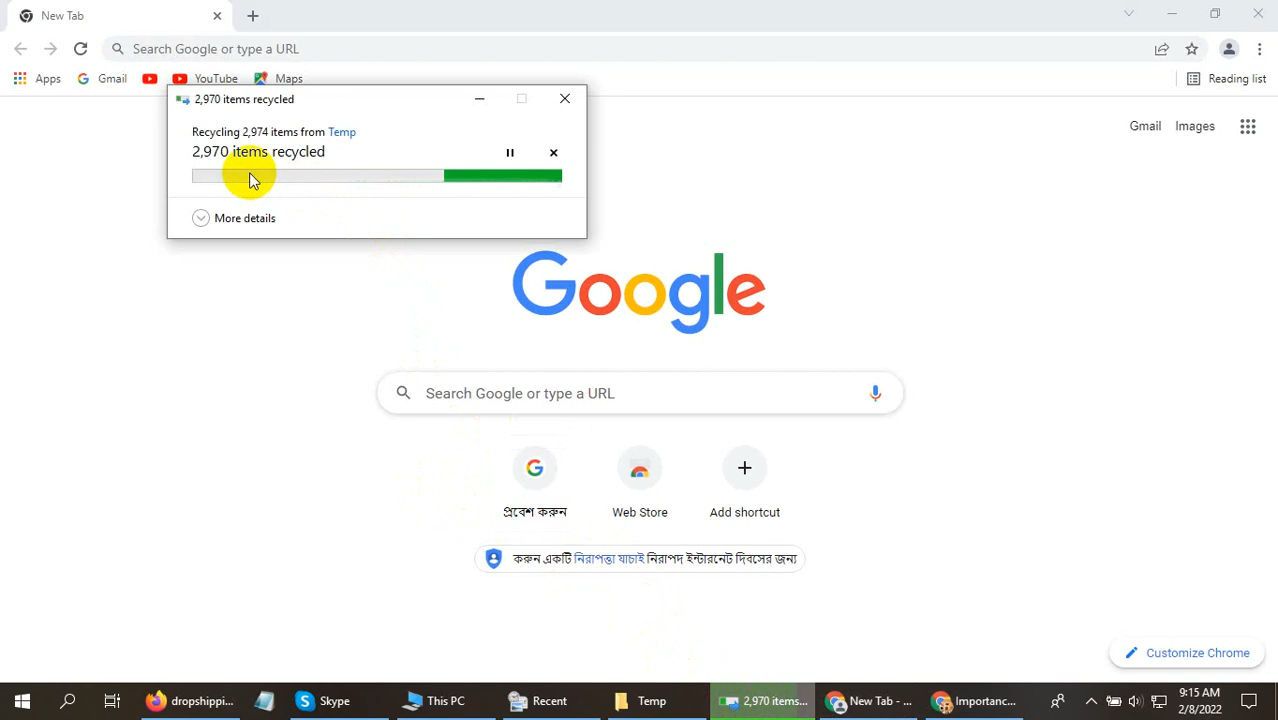 New Tab
Search Google or type a URL
Apps Gmail YouTube Maps Reading list
2,970 items recycled
Recycling 2,974 items from Temp
2,970 items recycled
More details
Gmail Images
Google
Search Google or type a URL
প্রবেশ করুন Web Store Add shortcut
করুন একটি নিরাপত্তা যাচাই নিরাপদ ইন্টারনেট দিবসের জন্য
Customize Chrome
dropshippi... Skype This PC Recent Temp 2,970 items... New Tab - ... Importanc... 9:15 AM
2/8/2022